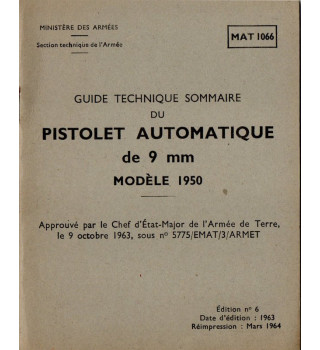 MINISTÈRE DES ARMÉES
Section technique de l'Armée
MAT 1066
GUIDE TECHNIQUE SOMMAIRE
DU
PISTOLET AUTOMATIQUE
de 9 mm
MODÈLE 1950
Approuvé par le Chef d'État-Major de l'Armée de Terre,
le 9 octobre 1963, sous nº 5775/EMAT/3/ARMET
Édition nº 6
Date d'édition : 1963
Réimpression : Mars 1964